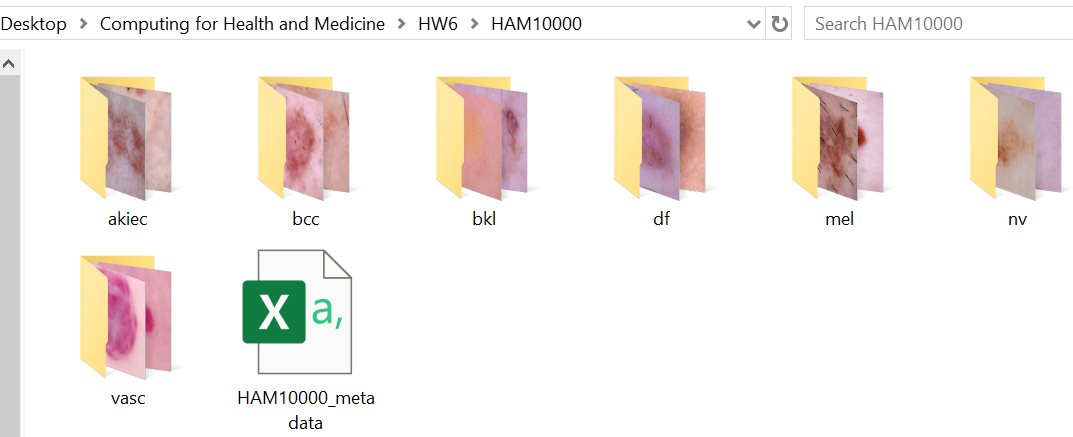 Desktop > Computing for Health and Medicine > HW6 > HAM10000
Search HAM10000
akiec
bcc
bkl
df
mel
nv
X a,
vasc
HAM10000_meta
data